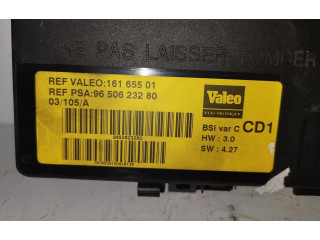 NE PAS LAISSER TOMBER
REF VALEO:161 655 01
REF PSA:96 506 232 80
03/105/A
Valeo
ELECTRONIQUE
BSI var C CD1
HW : 3.0
SW : 4.27
9650623280